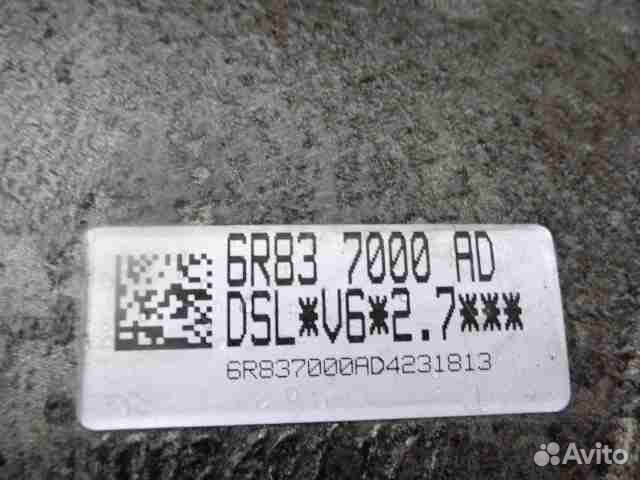 6R83 7000 AD
DSL*V6*2.7***
6R837000AD4231813
Avito